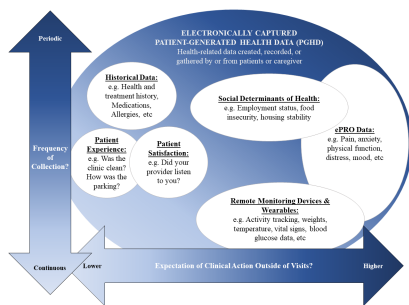 Periodic
ELECTRONICALLY CAPTURED
PATIENT-GENERATED HEALTH DATA (PGHD)
Health-related data created, recorded, or
gathered by or from patients or caregiver
Historical Data:
e.g. Health and
treatment history,
Medications,
Allergies, etc
Social Determinants of Health:
e.g. Employment status, food
insecurity, housing stability
ePRO Data:
e.g. Pain, anxiety,
physical function,
distress, mood, etc
Frequency
of
Collection?
Patient
Experience:
e.g. Was the
clinic clean?
How was the
parking?
Patient
Satisfaction:
e.g. Did your
provider listen
to you?
Remote Monitoring Devices &
Wearables:
e.g. Activity tracking, weights,
temperature, vital signs, blood
glucose data, etc
Continuous
Lower
Expectation of Clinical Action Outside of Visits?
Higher